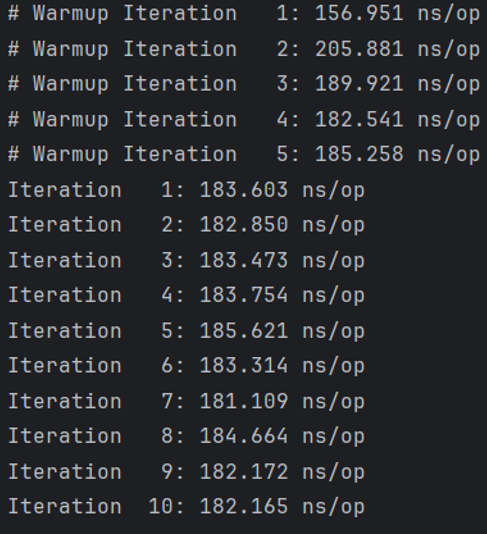 # Warmup Iteration   1: 156.951 ns/op
# Warmup Iteration   2: 205.881 ns/op
# Warmup Iteration   3: 189.921 ns/op
# Warmup Iteration   4: 182.541 ns/op
# Warmup Iteration   5: 185.258 ns/op
Iteration   1: 183.603 ns/op
Iteration   2: 182.850 ns/op
Iteration   3: 183.473 ns/op
Iteration   4: 183.754 ns/op
Iteration   5: 185.621 ns/op
Iteration   6: 183.314 ns/op
Iteration   7: 181.109 ns/op
Iteration   8: 184.664 ns/op
Iteration   9: 182.172 ns/op
Iteration  10: 182.165 ns/op